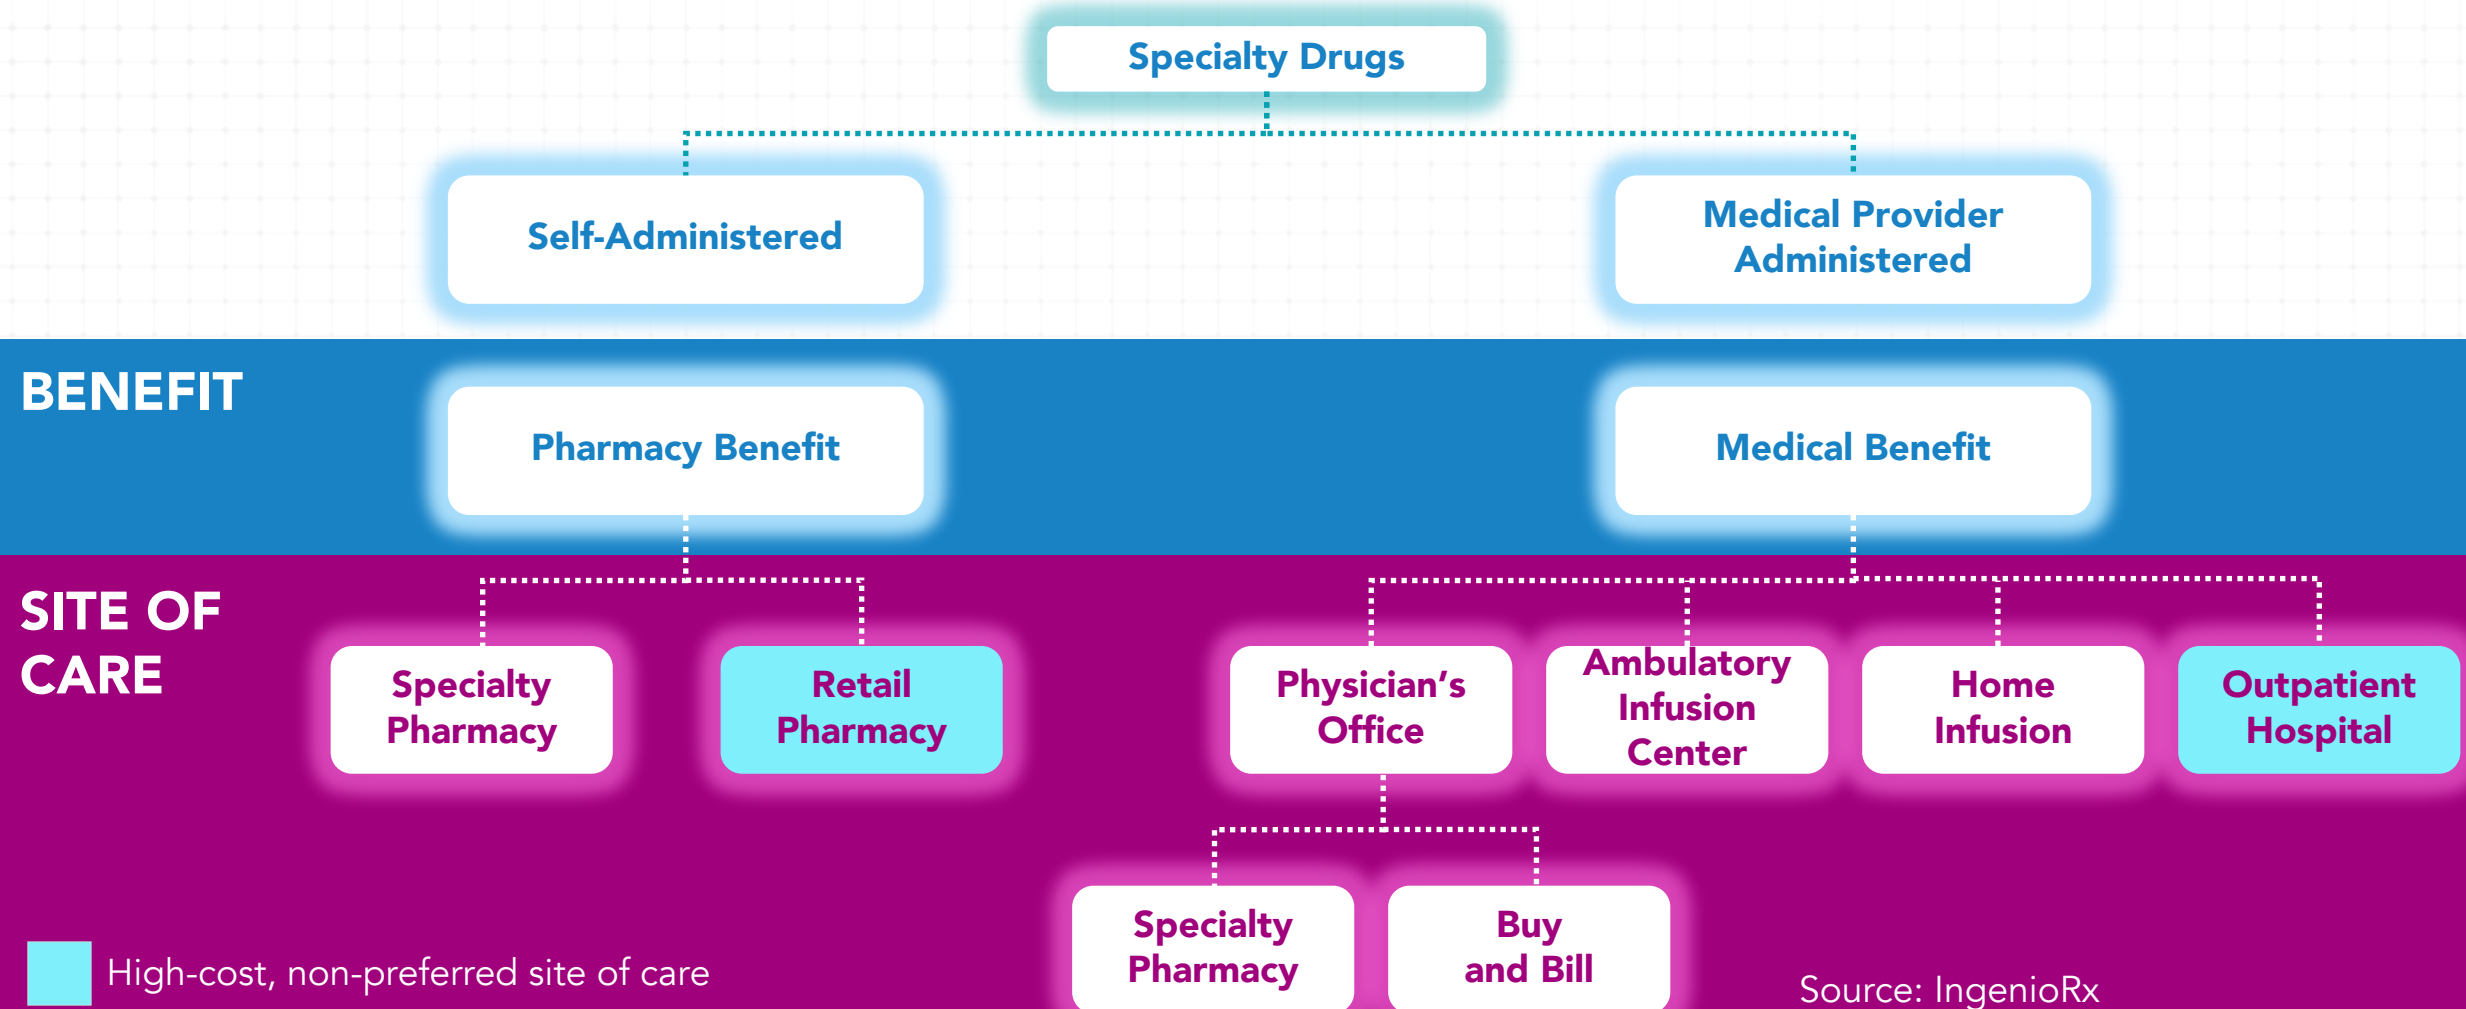 Specialty Drugs
Self-Administered
Medical Provider
Administered
BENEFIT
Pharmacy Benefit
Medical Benefit
SITE OF
CARE
Specialty
Pharmacy
Retail
Pharmacy
Physician’s
Office
Ambulatory
Infusion
Center
Home
Infusion
Outpatient
Hospital
Specialty
Pharmacy
Buy
and Bill
High-cost, non-preferred site of care
Source: IngenioRx